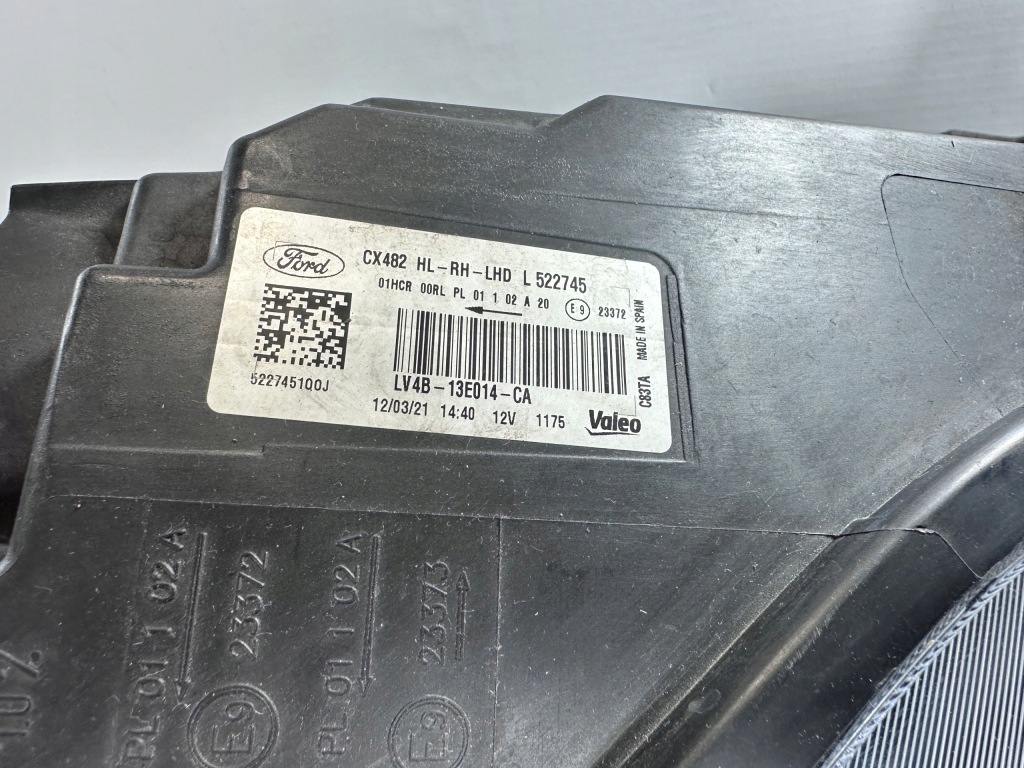 Ford
CX482 HL-RH-LHD L 522745
01HCR 00RL PL 01 1 02 A 20 E9 23372
522745100J
LV4B-13E014-CA
12/03/21 14:40 12V 1175 Valeo
C83TA MADE IN SPAIN
1.0%
PL 01 1 02 A
E9 23372
PL 01 1 02 A
E9 23373